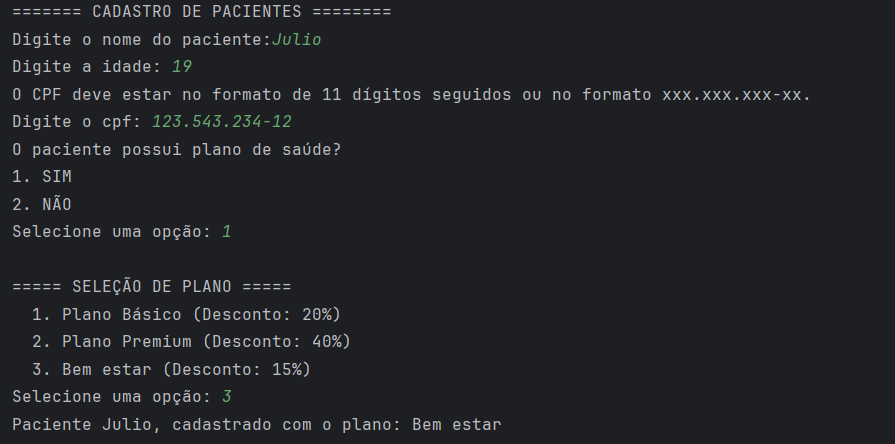 ======= CADASTRO DE PACIENTES ========
Digite o nome do paciente:Julio
Digite a idade: 19
O CPF deve estar no formato de 11 dígitos seguidos ou no formato xxx.xxx.xxx-xx.
Digite o cpf: 123.543.234-12
O paciente possui plano de saúde?
1. SIM
2. NÃO
Selecione uma opção: 1

===== SELEÇÃO DE PLANO =====
  1. Plano Básico (Desconto: 20%)
  2. Plano Premium (Desconto: 40%)
  3. Bem estar (Desconto: 15%)
Selecione uma opção: 3
Paciente Julio, cadastrado com o plano: Bem estar